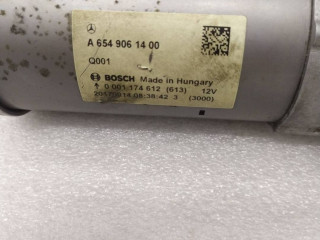 A 654 906 14 00
Q001
BOSCH Made in Hungary
0 001 174 612 (613) 12V
(3000)